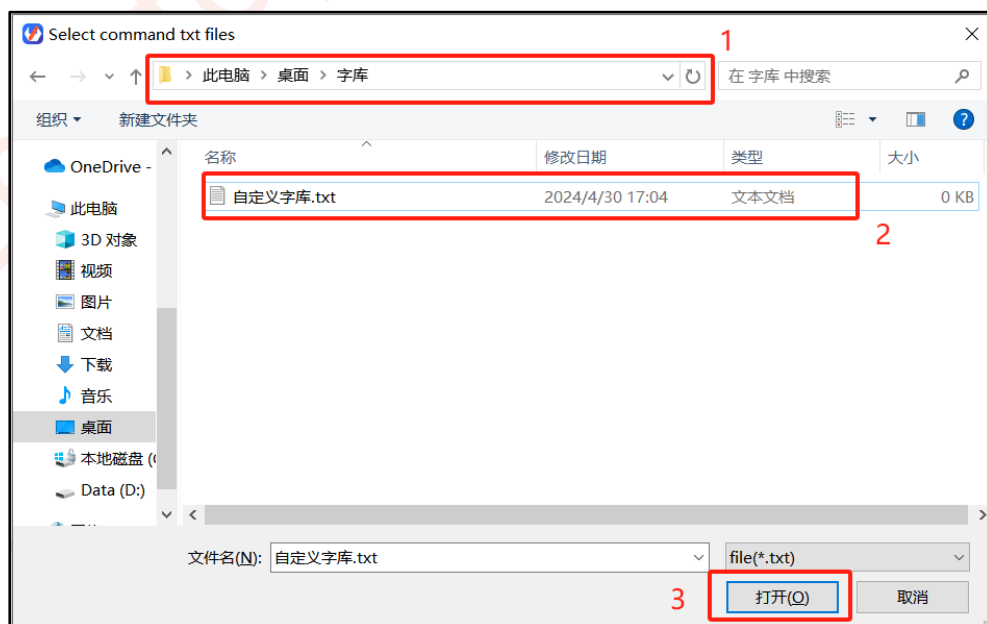 Select command txt files
1
此电脑 > 桌面 > 字库
在 字库 中搜索
组织 新建文件夹
名称 修改日期 类型 大小
自定义字库.txt 2024/4/30 17:04 文本文档 0 KB
2
OneDrive -
此电脑
3D 对象
视频
图片
文档
下载
音乐
桌面
本地磁盘 (
Data (D:)
文件名(N): 自定义字库.txt file(*.txt)
3
打开(O) 取消